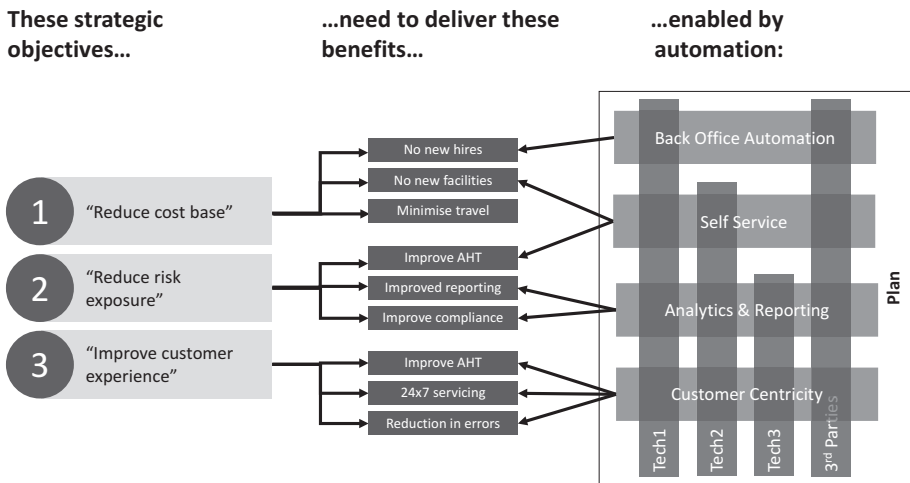 These strategic
objectives…
…need to deliver these
benefits…
…enabled by
automation:
1
“Reduce cost base”
2
“Reduce risk
exposure”
3
“Improve customer
experience”
No new hires
No new facilities
Minimise travel
Improve AHT
Improved reporting
Improve compliance
Improve AHT
24x7 servicing
Reduction in errors
Back Office Automation
Self Service
Analytics & Reporting
Customer Centricity
Tech1
Tech2
Tech3
3rd Parties
Plan